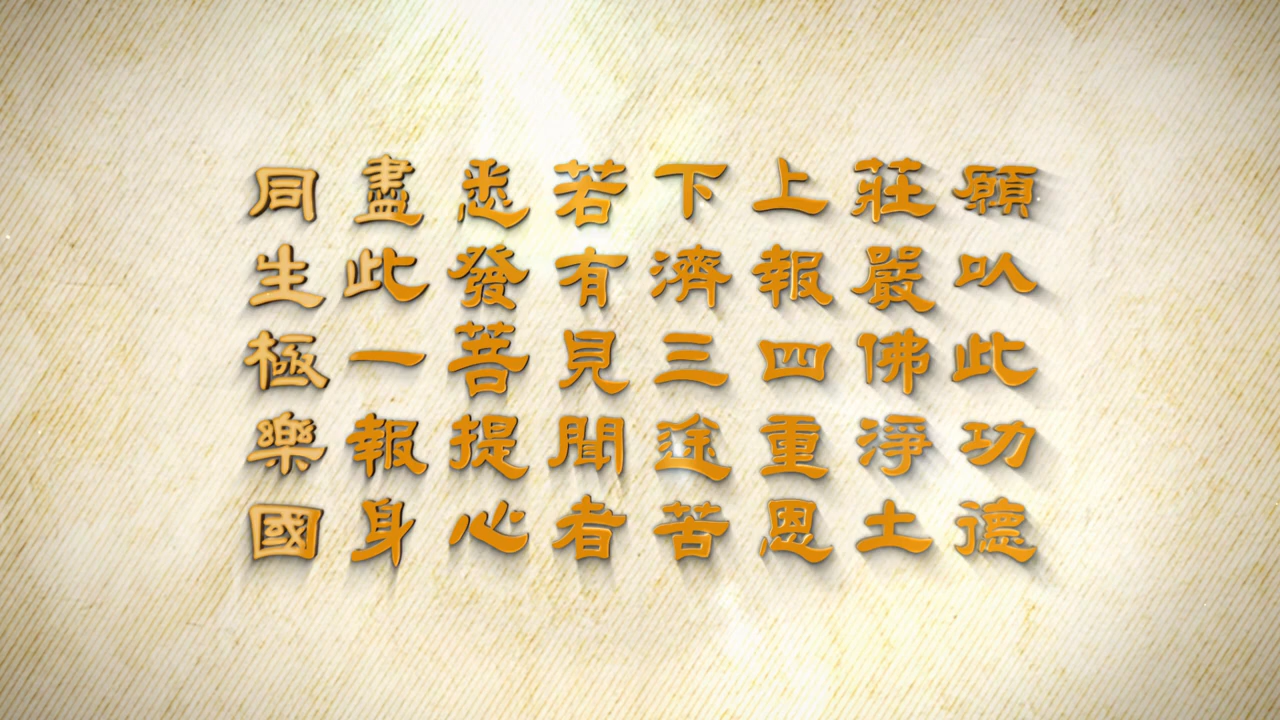 願以此功德
莊嚴佛淨土
上報四重恩
下濟三途苦
若有見聞者
悉發菩提心
盡此一報身
同生極樂國